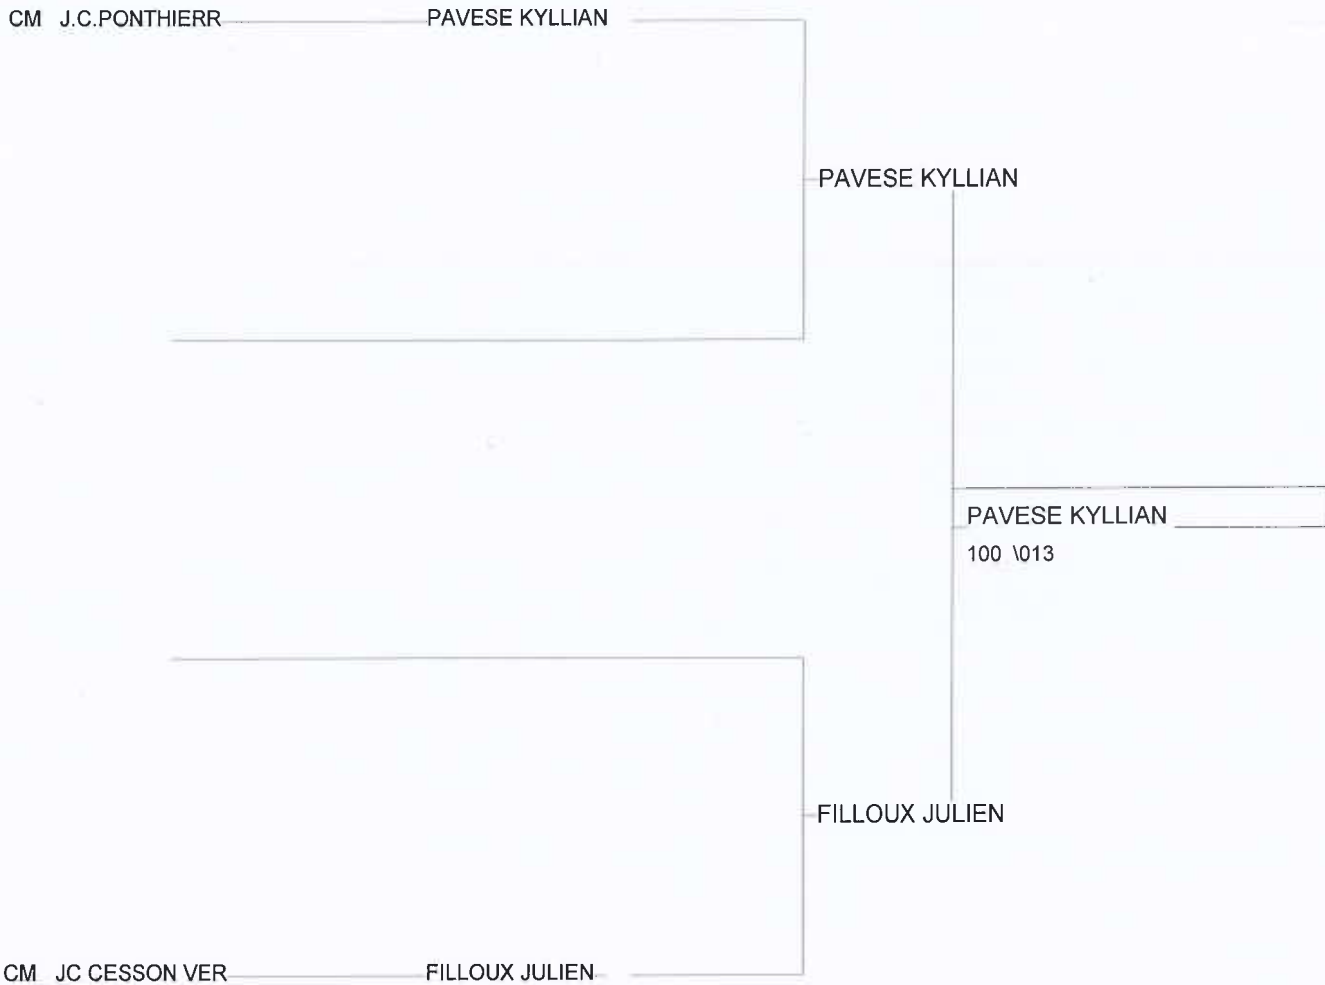 CM J.C.PONTHIERR PAVESE KYLLIAN
PAVESE KYLLIAN
PAVESE KYLLIAN
100 \013
FILLOUX JULIEN
CM JC CESSON VER FILLOUX JULIEN